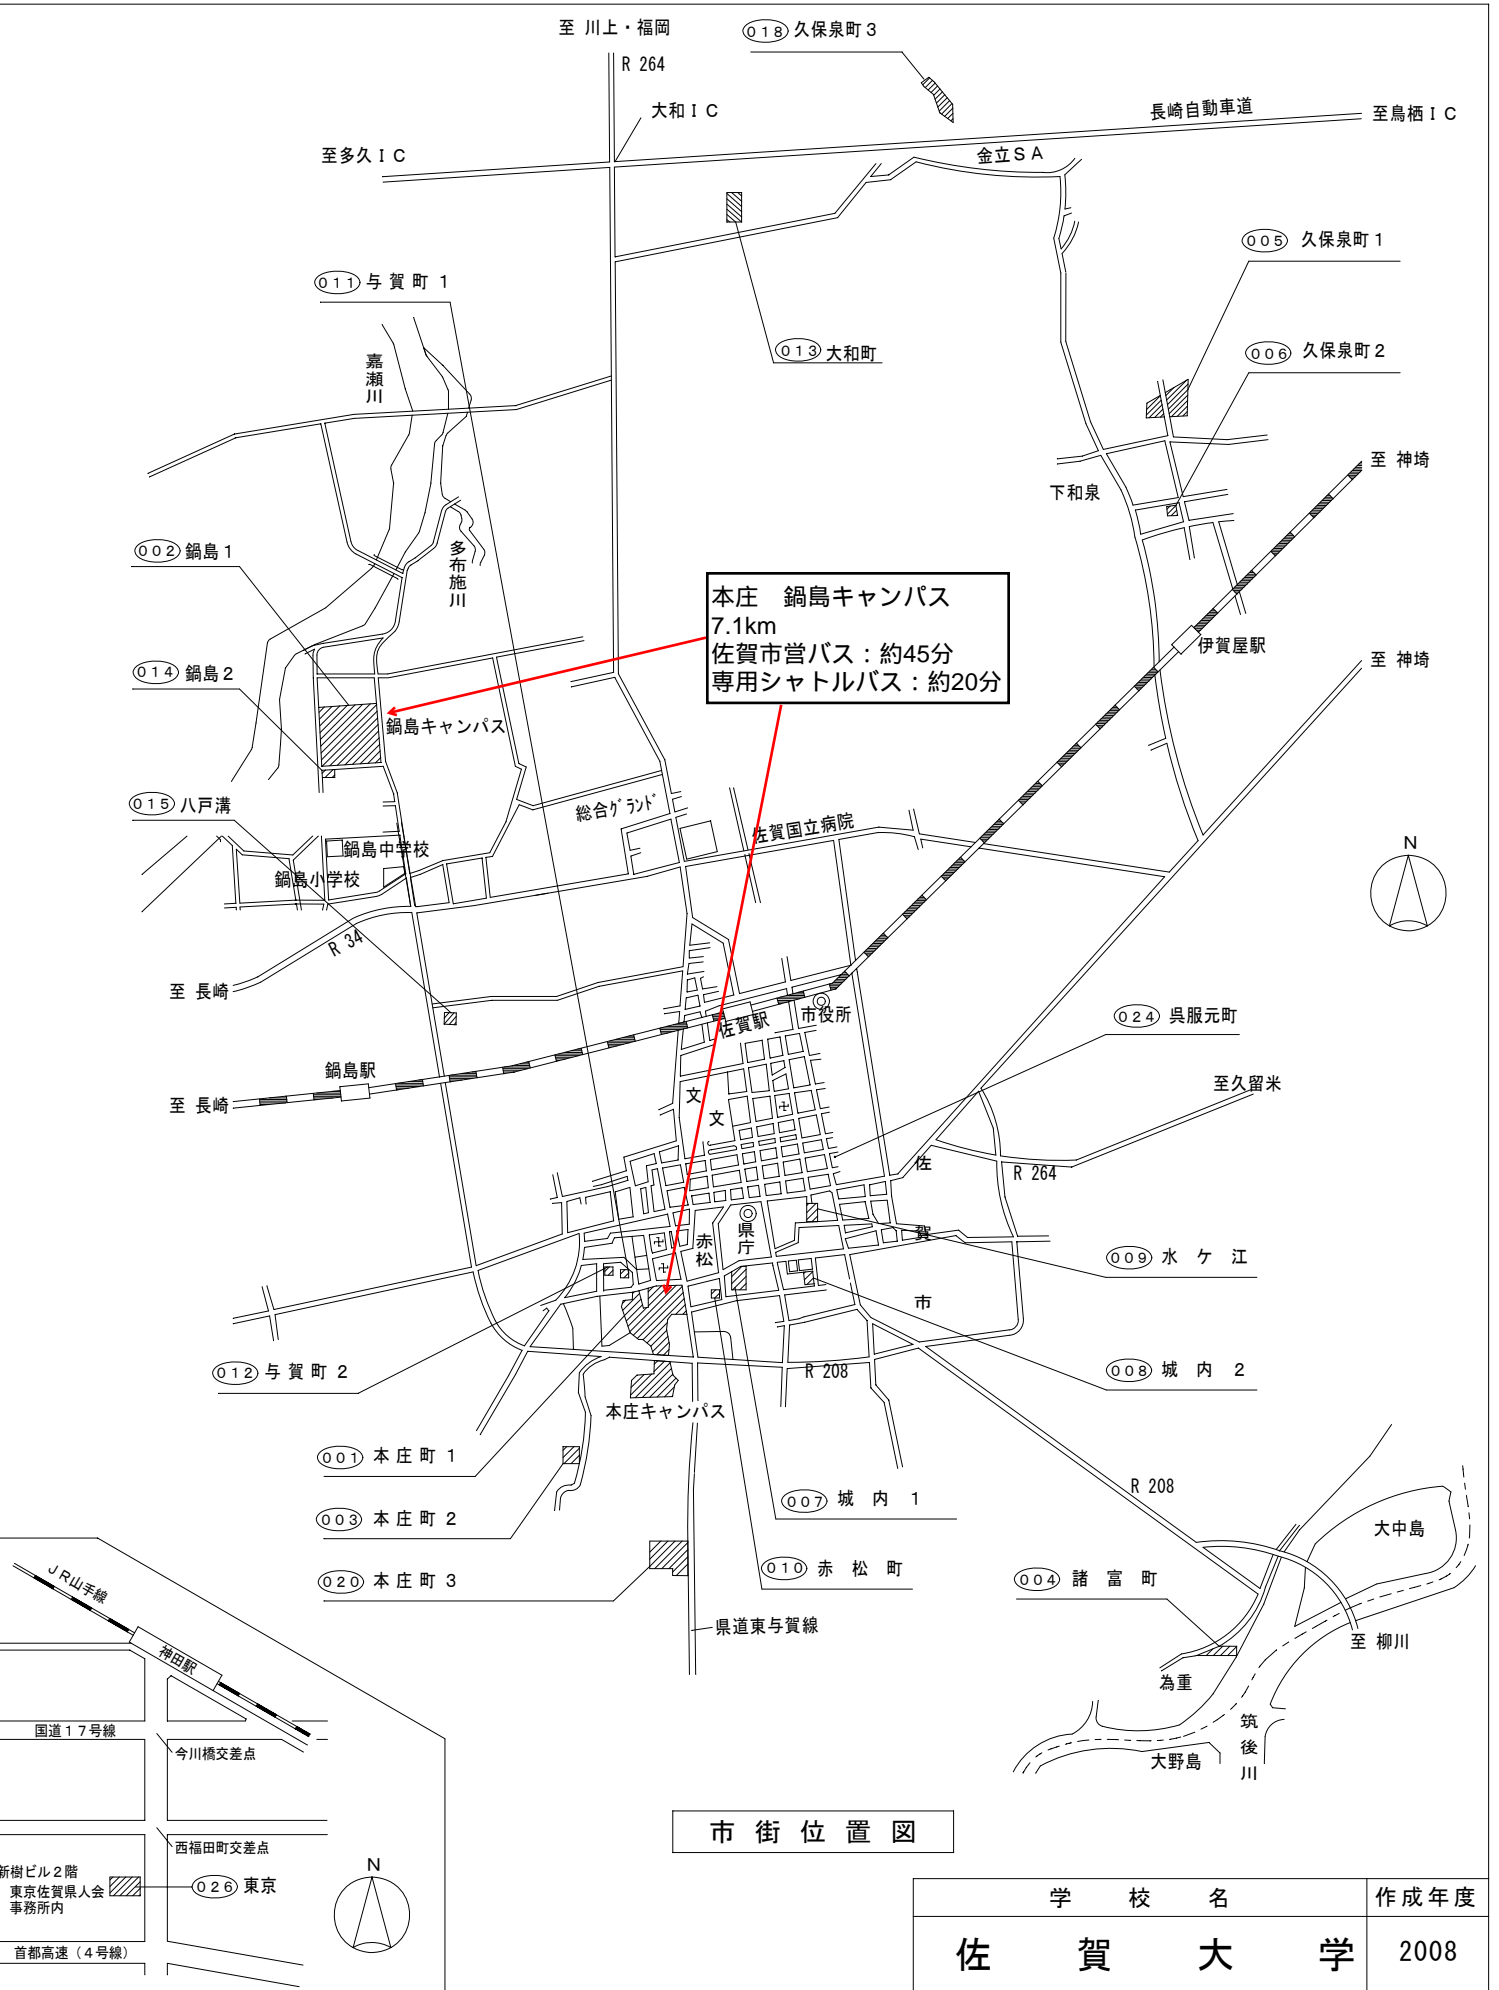 至 川上・福岡
R 264
018 久保泉町3
大和IC
長崎自動車道
至鳥栖IC
至多久IC
金立SA
005 久保泉町1
011 与賀町 1
013 大和町
006 久保泉町2
嘉瀬川
至 神埼
下和泉
002 鍋島1
多布施川
本庄　鍋島キャンパス
7.1km
佐賀市営バス：約45分
専用シャトルバス：約20分
伊賀屋駅
至 神埼
014 鍋島2
鍋島キャンパス
015 八戸溝
総合グランド
佐賀国立病院
鍋島中学校
鍋島小学校
N
R 34
至 長崎
佐賀駅
市役所
024 呉服元町
鍋島駅
至 長崎
文
文
至久留米
R 264
佐賀市
赤松
県庁
009 水ケ江
012 与賀町 2
R 208
008 城内 2
本庄キャンパス
001 本庄町 1
003 本庄町 2
007 城内 1
R 208
大中島
020 本庄町 3
010 赤松町
004 諸富町
県道東与賀線
至 柳川
為重
筑後川
大野島
JR山手線
神田駅
国道17号線
今川橋交差点
西福田町交差点
新樹ビル2階
東京佐賀県人会
事務所内
026 東京
N
首都高速（4号線）
市街位置図
学校名
作成年度
佐賀大学
2008